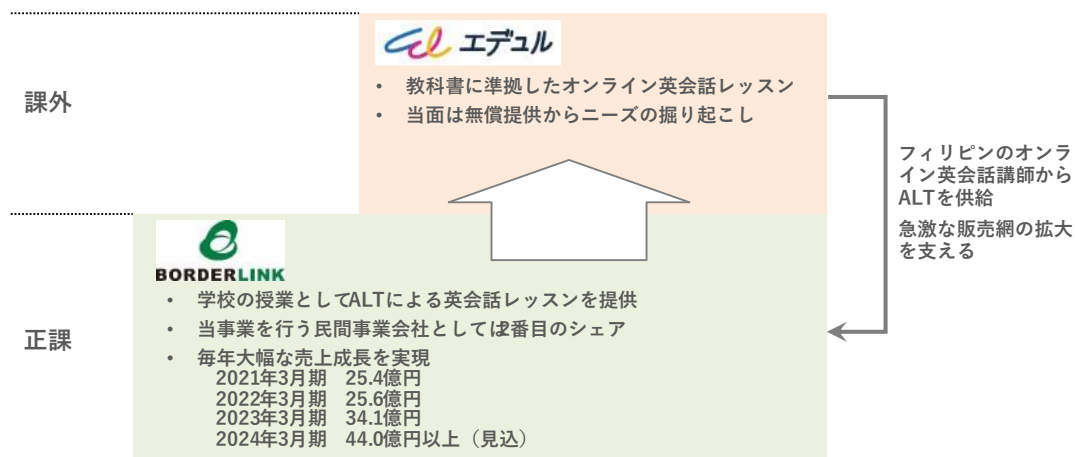 エデュル
課外
• 教科書に準拠したオンライン英会話レッスン
• 当面は無償提供からニーズの掘り起こし
フィリピンのオンラ
イン英会話講師から
ALTを供給
急激な販売網の拡大
を支える
BORDERLINK
正課
• 学校の授業としてALTによる英会話レッスンを提供
• 当事業を行う民間事業会社としては2番目のシェア
• 毎年大幅な売上成長を実現
2021年3月期 25.4億円
2022年3月期 25.6億円
2023年3月期 34.1億円
2024年3月期 44.0億円以上（見込）